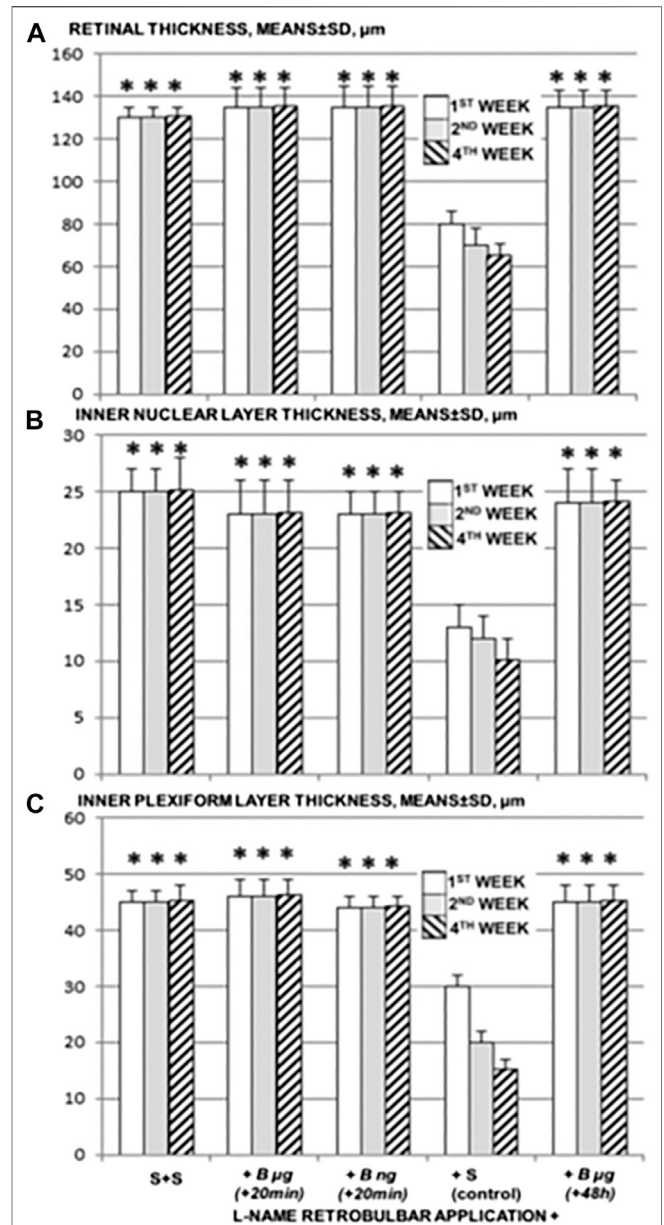 A RETINAL THICKNESS, MEANS±SD, µm
160
140
120
100
80
60
40
20
0
* * * * * * * * * * * *
1ST WEEK
2ND WEEK
4TH WEEK
B INNER NUCLEAR LAYER THICKNESS, MEANS±SD, µm
30
25
20
15
10
5
0
* * * * * * * * * * * *
1ST WEEK
2ND WEEK
4TH WEEK
C INNER PLEXIFORM LAYER THICKNESS, MEANS±SD, µm
60
50
40
30
20
10
0
* * * * * * * * * * * *
1ST WEEK
2ND WEEK
4TH WEEK
S+S
+ B µg
(+20min)
+ B ng
(+20min)
+ S
(control)
+ B µg
(+48h)
L-NAME RETROBULBAR APPLICATION +